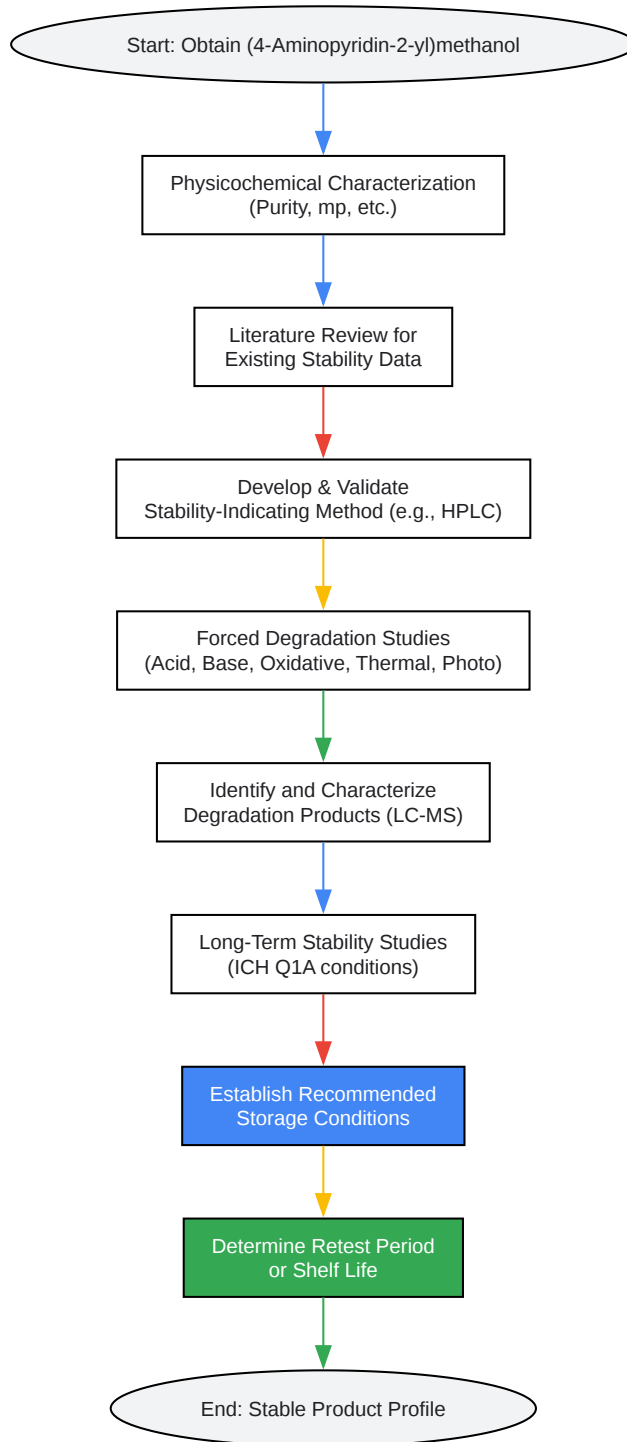 Start: Obtain (4-Aminopyridin-2-yl)methanol
Physicochemical Characterization
(Purity, mp, etc.)
Literature Review for
Existing Stability Data
Develop & Validate
Stability-Indicating Method (e.g., HPLC)
Forced Degradation Studies
(Acid, Base, Oxidative, Thermal, Photo)
Identify and Characterize
Degradation Products (LC-MS)
Long-Term Stability Studies
(ICH Q1A conditions)
Establish Recommended
Storage Conditions
Determine Retest Period
or Shelf Life
End: Stable Product Profile